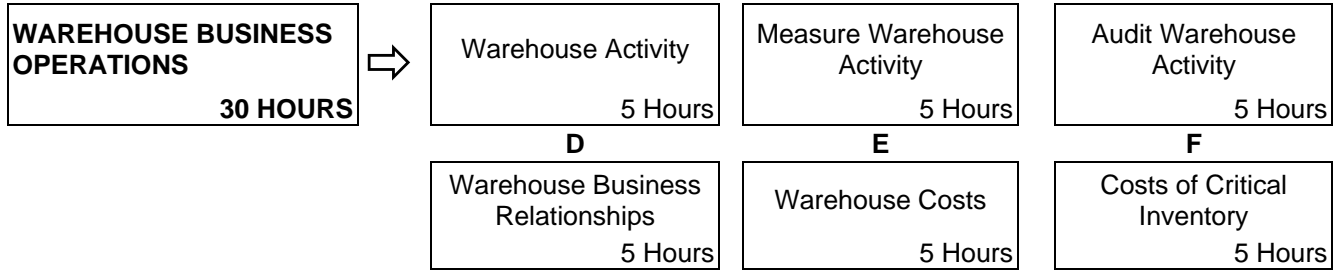 WAREHOUSE BUSINESS
OPERATIONS
30 HOURS
Warehouse Activity
5 Hours
Measure Warehouse
Activity
5 Hours
Audit Warehouse
Activity
5 Hours
D
E
F
Warehouse Business
Relationships
5 Hours
Warehouse Costs
5 Hours
Costs of Critical
Inventory
5 Hours